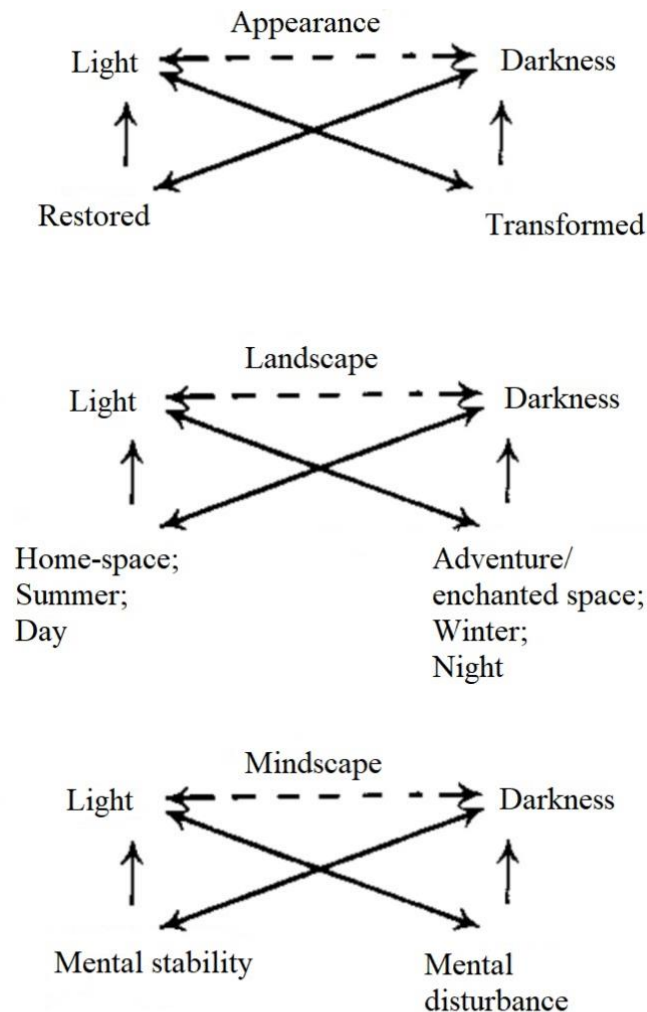 Appearance
Light Darkness
Restored
Transformed
Landscape
Light Darkness
Home-space;
Summer;
Day
Adventure/
enchanted space;
Winter;
Night
Mindscape
Light Darkness
Mental stability
Mental
disturbance